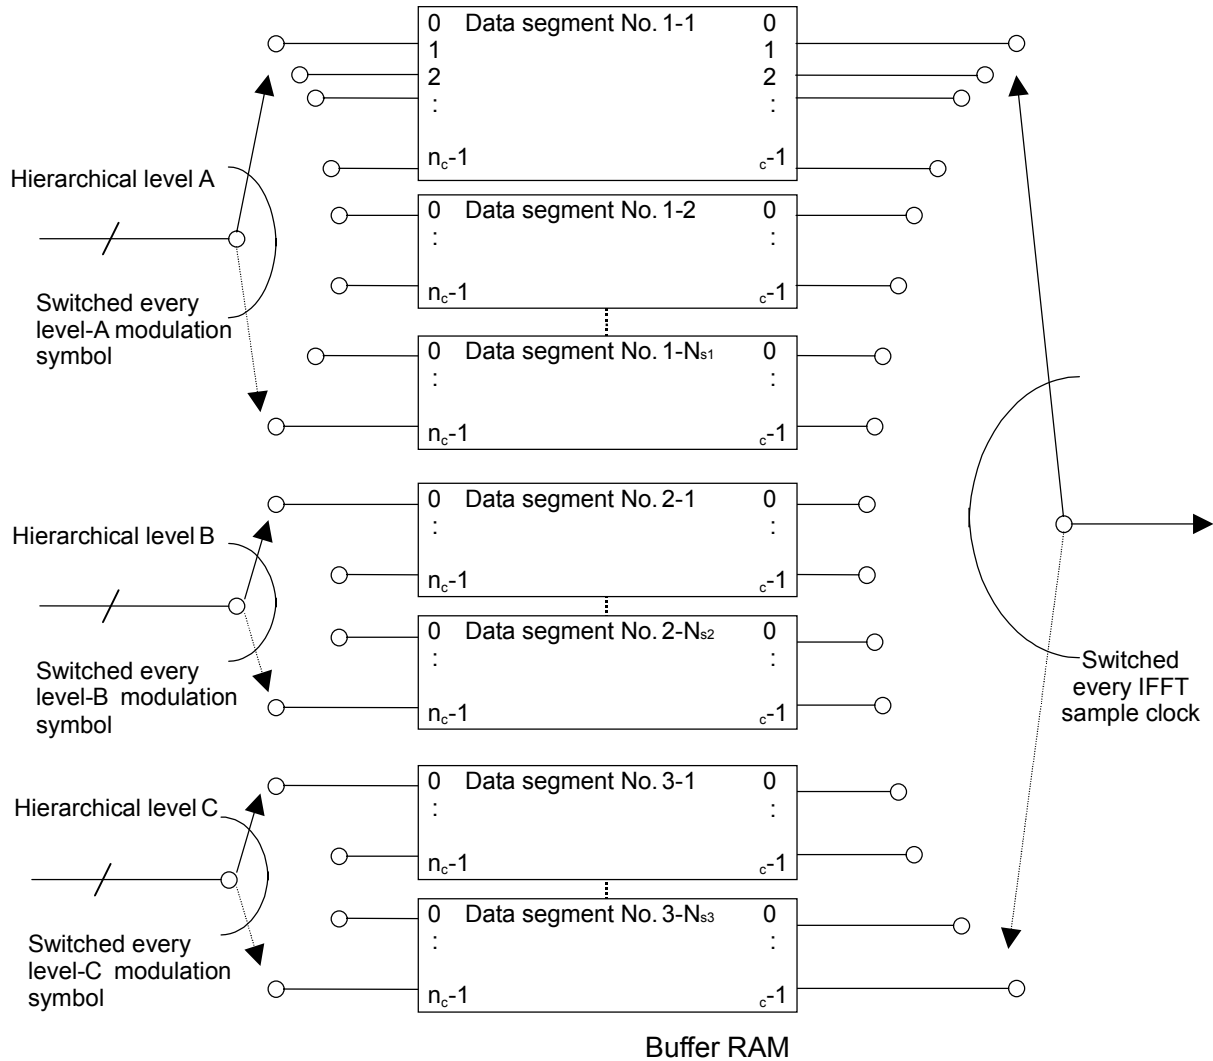 0 Data segment No. 1-1 0
1 1
2 2
: :
nc-1 c-1
Hierarchical level A
Switched every
level-A modulation
symbol
0 Data segment No. 1-2 0
: :
nc-1 c-1
0 Data segment No. 1-Ns1 0
: :
nc-1 c-1
0 Data segment No. 2-1 0
: :
nc-1 c-1
Hierarchical level B
Switched every
level-B modulation
symbol
0 Data segment No. 2-Ns2 0
: :
nc-1 c-1
0 Data segment No. 3-1 0
: :
nc-1 c-1
Hierarchical level C
Switched every
level-C modulation
symbol
0 Data segment No. 3-Ns3 0
: :
nc-1 c-1
Switched
every IFFT
sample clock
Buffer RAM